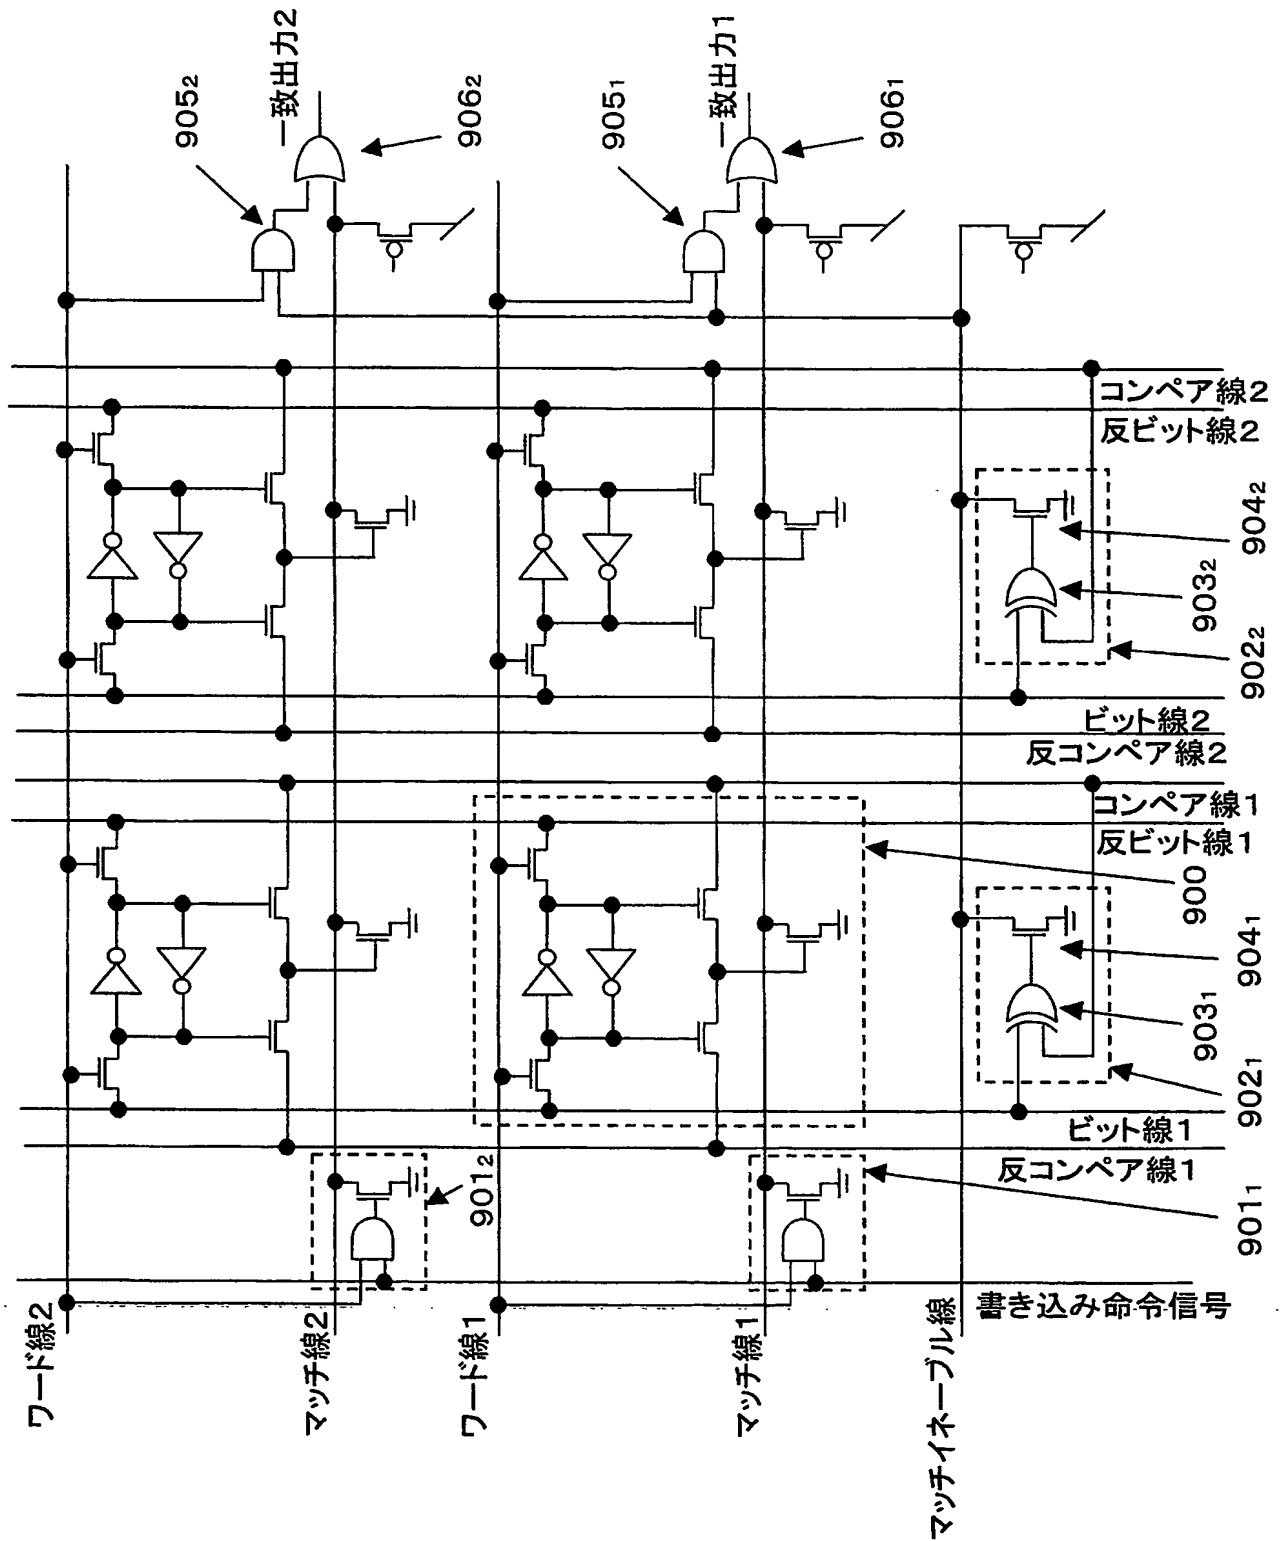 905₂
一致出力2
906₂
905₁
一致出力1
906₁
コンペア線2
反ビット線2
904₂
903₂
902₂
ビット線2
反コンペア線2
コンペア線1
反ビット線1
900
904₁
903₁
902₁
ビット線1
反コンペア線1
901₂
901₁
書き込み命令信号
ワード線2
マッチ線2
ワード線1
マッチ線1
マッチイネーブル線